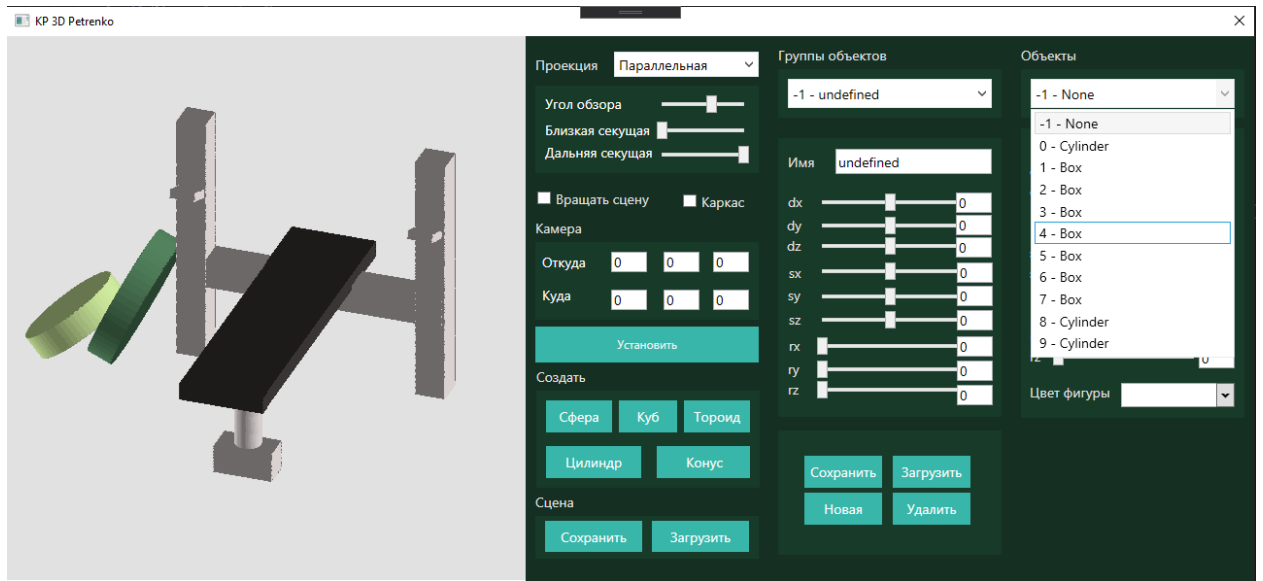 KP 3D Petrenko
Проекция Параллельная
Угол обзора
Близкая секущая
Дальняя секущая
Вращать сцену Каркас
Камера
Откуда 0 0 0
Куда 0 0 0
Установить
Создать
Сфера Куб Тороид
Цилиндр Конус
Сцена
Сохранить Загрузить
Группы объектов
-1 - undefined
Имя undefined
dx 0
dy 0
dz 0
sx 0
sy 0
sz 0
rx 0
ry 0
rz 0
Сохранить Загрузить
Новая Удалить
Объекты
-1 - None
-1 - None
0 - Cylinder
1 - Box
2 - Box
3 - Box
4 - Box
5 - Box
6 - Box
7 - Box
8 - Cylinder
9 - Cylinder
rz 0
Цвет фигуры